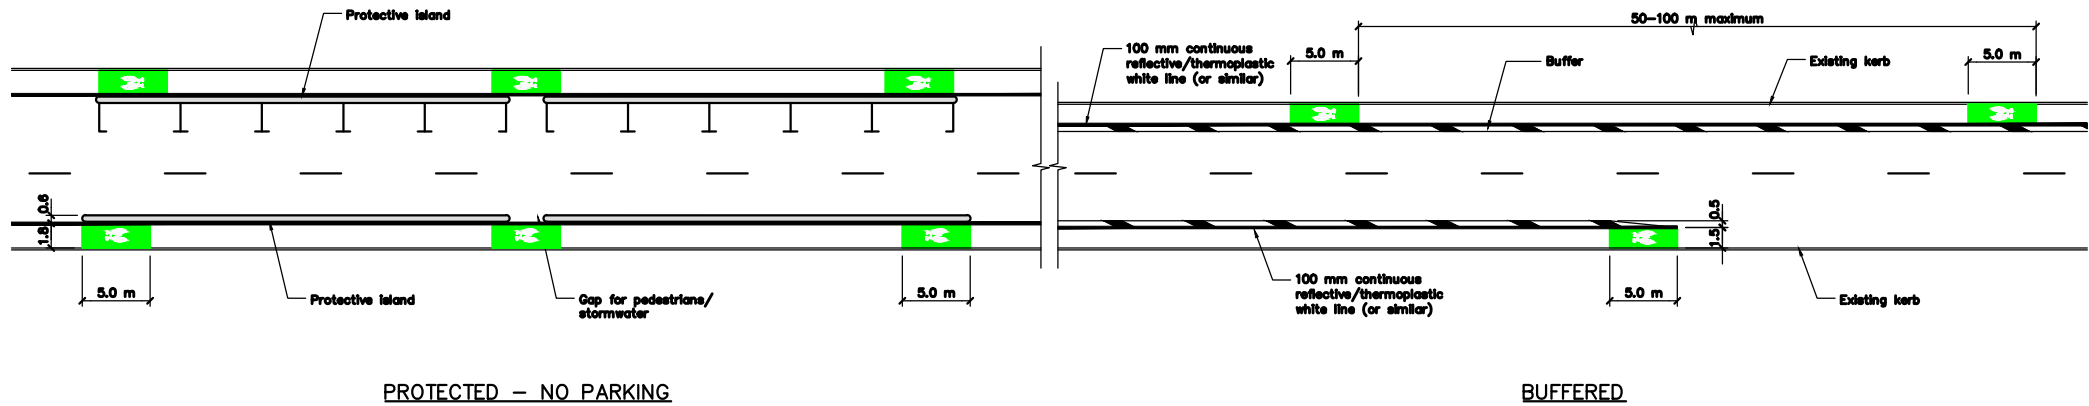 Protective island
50-100 m maximum
100 mm continuous
reflective/thermoplastic
white line (or similar)
5.0 m
Buffer
Existing kerb
5.0 m
0.6
1.8
0.5
1.5
5.0 m
Protective island
Gap for pedestrians/
stormwater
5.0 m
100 mm continuous
reflective/thermoplastic
white line (or similar)
5.0 m
Existing kerb
PROTECTED – NO PARKING
BUFFERED